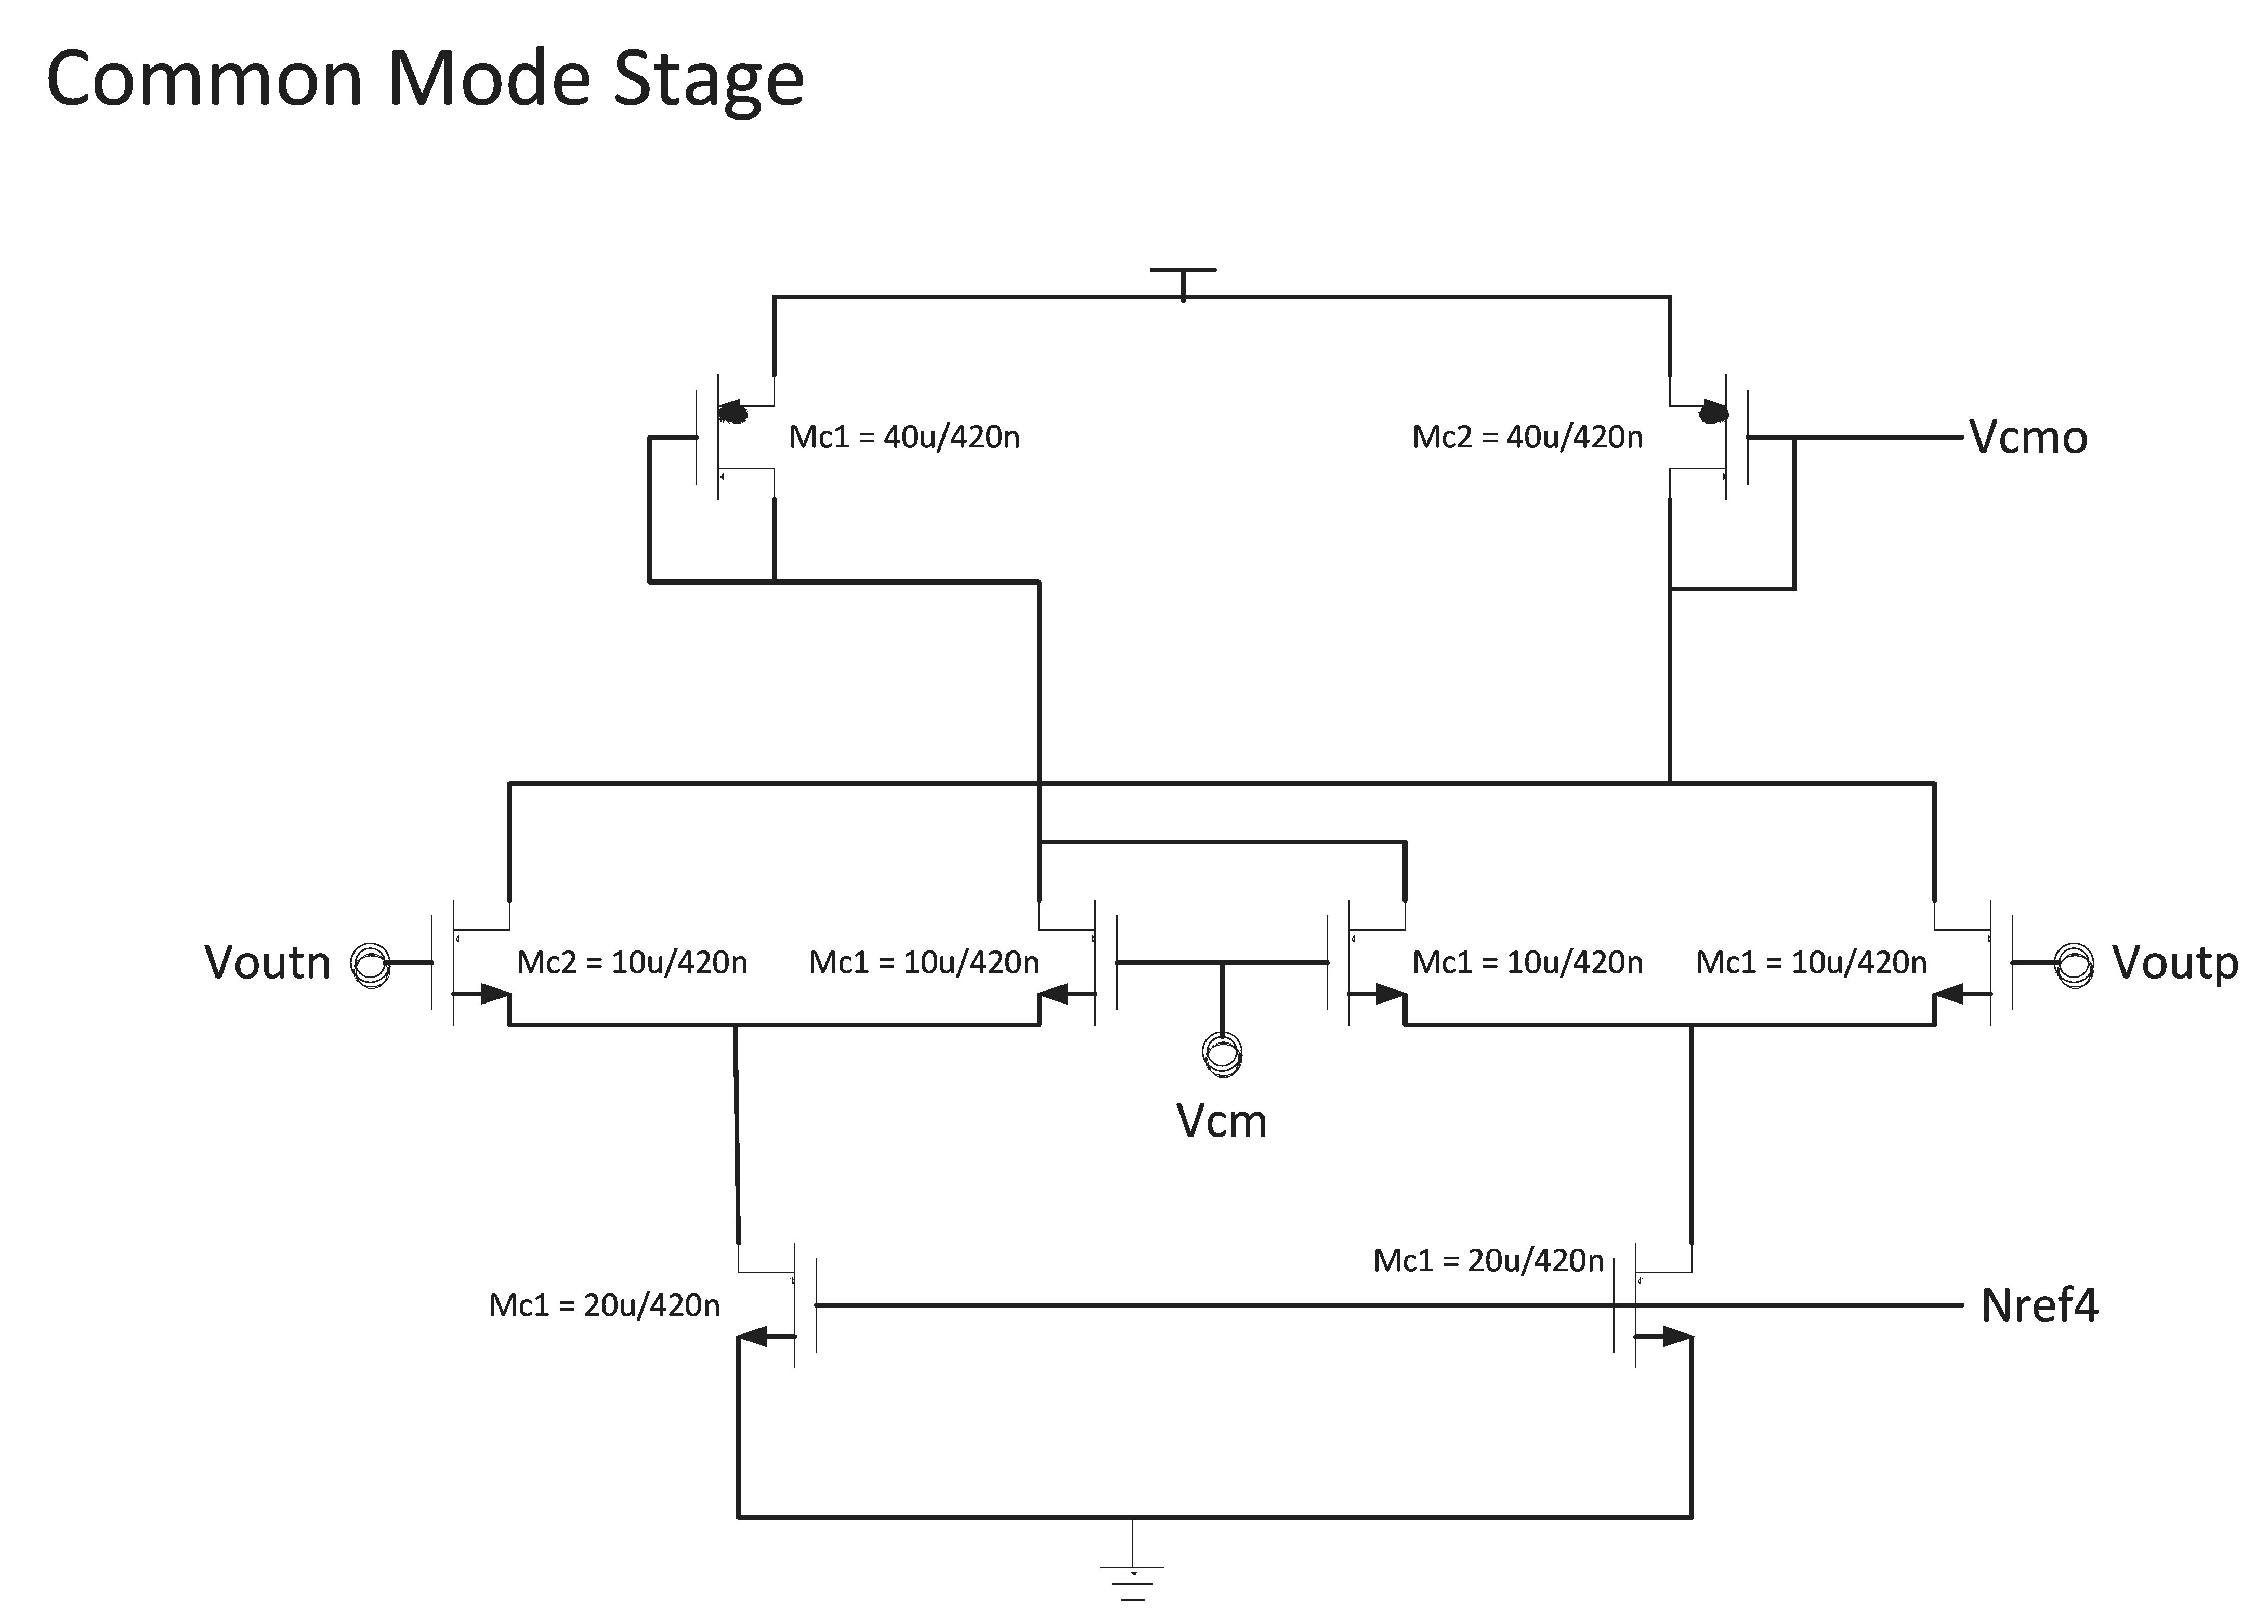 Common Mode Stage
Mc1 = 40u/420n
Mc2 = 40u/420n
Vcmo
Voutn
Mc2 = 10u/420n
Mc1 = 10u/420n
Mc1 = 10u/420n
Mc1 = 10u/420n
Voutp
Vcm
Mc1 = 20u/420n
Mc1 = 20u/420n
Nref4